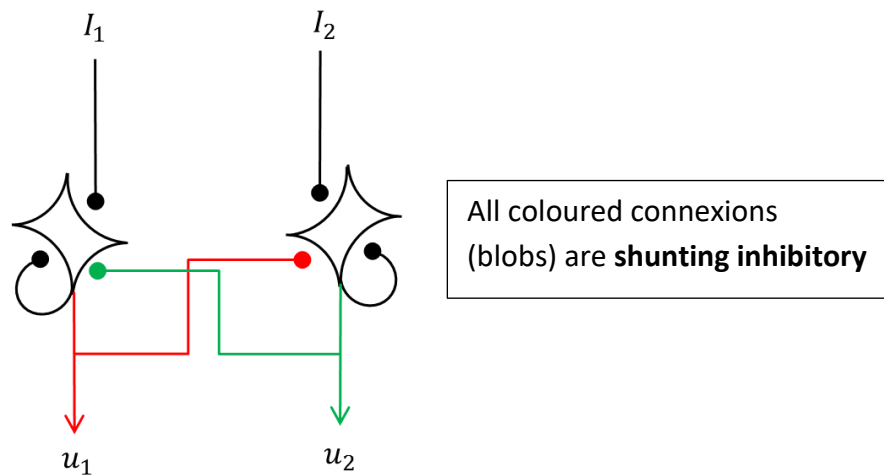 I₁
I₂
All coloured connexions
(blobs) are shunting inhibitory
u₁
u₂